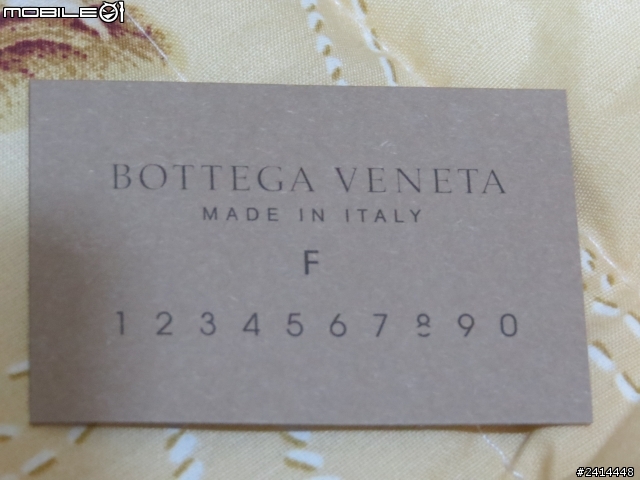 MOBILE01
BOTTEGA VENETA
MADE IN ITALY
F
1 2 3 4 5 6 7 8 9 0
#2414448